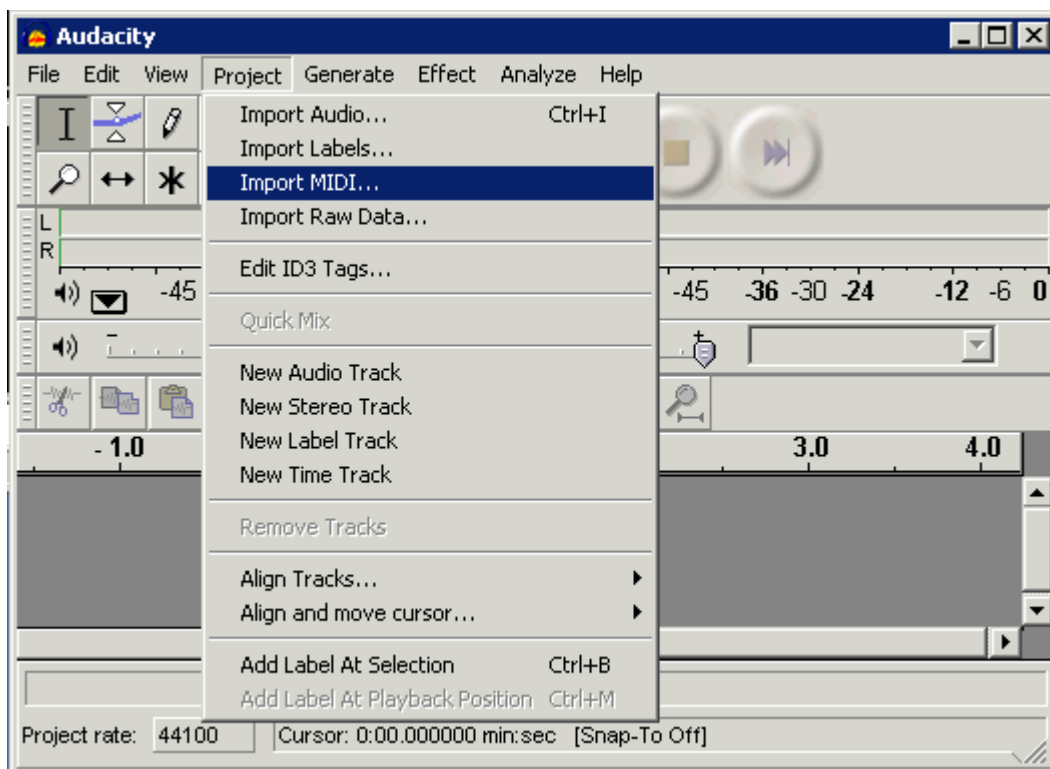 Audacity
File Edit View Project Generate Effect Analyze Help
Import Audio... Ctrl+I
Import Labels...
Import MIDI...
Import Raw Data...
Edit ID3 Tags...
Quick Mix
New Audio Track
New Stereo Track
New Label Track
New Time Track
Remove Tracks
Align Tracks...
Align and move cursor...
Add Label At Selection Ctrl+B
Add Label At Playback Position Ctrl+M
L
R
-45 -45 -36 -30 -24 -12 -6 0
- 1.0 3.0 4.0
Project rate: 44100 Cursor: 0:00.000000 min:sec [Snap-To Off]